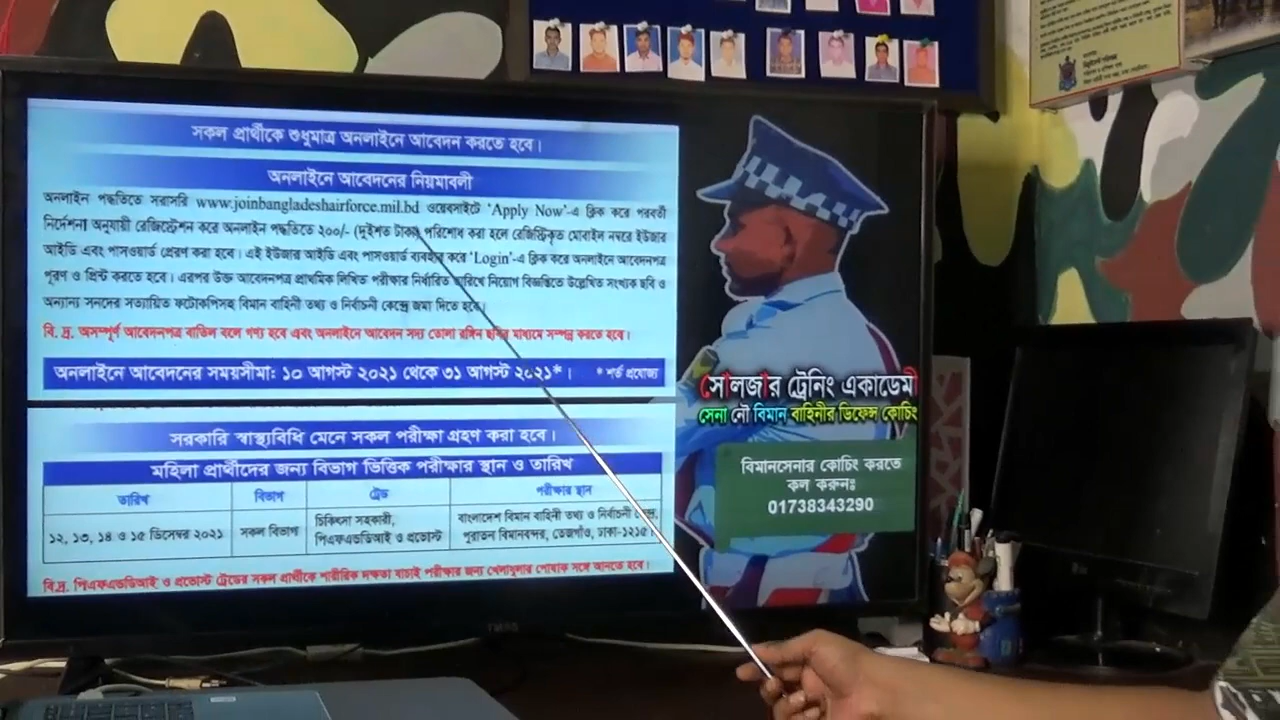 সকল প্রার্থীকে শুধুমাত্র অনলাইনে আবেদন করতে হবে।
অনলাইনে আবেদনের নিয়মাবলী
অনলাইন পদ্ধতিতে সরাসরি www.joinbangladeshairforce.mil.bd ওয়েবসাইটে ‘Apply Now’-এ ক্লিক করে পরবর্তী
নির্দেশনা অনুযায়ী রেজিস্ট্রেশন করে অনলাইন পদ্ধতিতে ২০০/- (দুইশত টাকা) পরিশোধ করা হলে রেজিস্ট্রিকৃত মোবাইল নম্বরে ইউজার
আইডি এবং পাসওয়ার্ড প্রেরণ করা হবে। এই ইউজার আইডি এবং পাসওয়ার্ড ব্যবহার করে ‘Login’-এ ক্লিক করে অনলাইনে আবেদনপত্র
পূরণ ও প্রিন্ট করতে হবে। এরপর উক্ত আবেদনপত্র প্রাথমিক লিখিত পরীক্ষার নির্ধারিত তারিখে নিয়োগ বিজ্ঞপ্তিতে উল্লেখিত সংখ্যক ছবি ও
অন্যান্য সনদের সত্যায়িত ফটোকপিসহ বিমান বাহিনী তথ্য ও নির্বাচনী কেন্দ্রে জমা দিতে হবে।
বি. দ্র. অসম্পূর্ণ আবেদনপত্র বাতিল বলে গণ্য হবে এবং অনলাইনে আবেদন সদ্য তোলা রঙ্গিন ছবির মাধ্যমে সম্পন্ন করতে হবে।
অনলাইনে আবেদনের সময়সীমা: ১০ আগস্ট ২০২১ থেকে ৩১ আগস্ট ২০২১*। * শর্ত প্রযোজ্য
সরকারি স্বাস্থ্যবিধি মেনে সকল পরীক্ষা গ্রহণ করা হবে।
মহিলা প্রার্থীদের জন্য বিভাগ ভিত্তিক পরীক্ষার স্থান ও তারিখ
তারিখ বিভাগ ট্রেড পরীক্ষার স্থান
১২, ১৩, ১৪ ও ১৫ ডিসেম্বর ২০২১ সকল বিভাগ চিকিৎসা সহকারী, বাংলাদেশ বিমান বাহিনী তথ্য ও নির্বাচনী কেন্দ্র,
পিএফএন্ডডিআই ও প্রভোস্ট পুরাতন বিমানবন্দর, তেজগাঁও, ঢাকা-১২১৫।
বি.দ্র. পিএফএন্ডডিআই ও প্রভোস্ট ট্রেডের সকল প্রার্থীকে শারীরিক দক্ষতা যাচাই পরীক্ষার জন্য খেলাধুলার পোষাক সঙ্গে আনতে হবে।
সোলজার ট্রেনিং একাডেমী
সেনা নৌ বিমান বাহিনীর ডিফেন্স কোচিং
বিমানসেনার কোচিং করতে
কল করুনঃ
01738343290